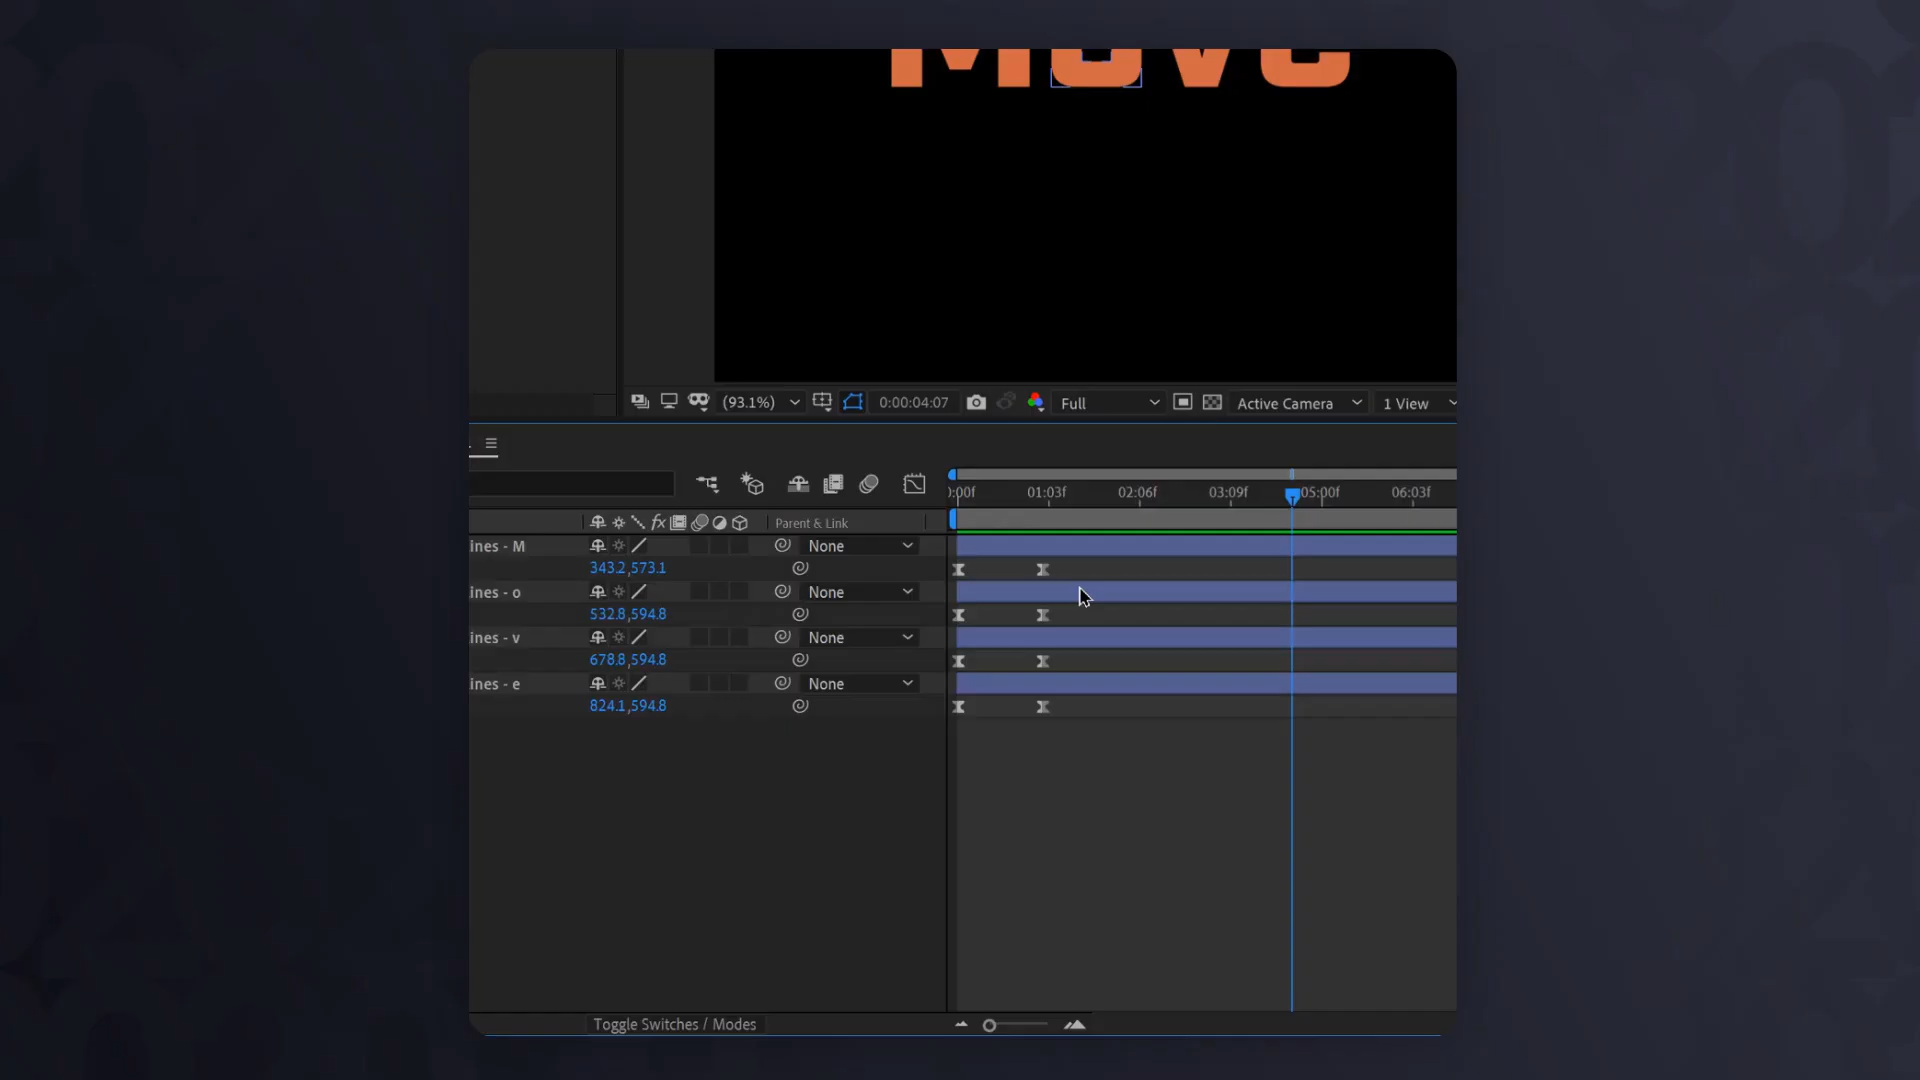 Move
(93.1%) 0:00:04:07 Full Active Camera 1 View
:00f 01:03f 02:06f 03:09f 05:00f 06:03f
fx Parent & Link
ines - M None
343.2,573.1
ines - o None
532.8,594.8
ines - v None
678.8,594.8
ines - e None
824.1,594.8
Toggle Switches / Modes